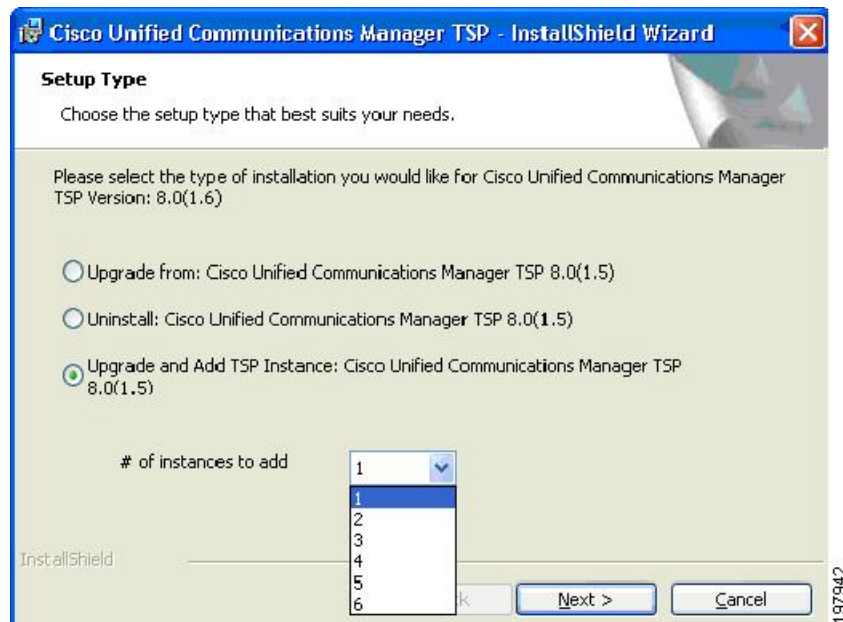 Cisco Unified Communications Manager TSP - InstallShield Wizard
Setup Type
Choose the setup type that best suits your needs.
Please select the type of installation you would like for Cisco Unified Communications Manager
TSP Version: 8.0(1.6)
Upgrade from: Cisco Unified Communications Manager TSP 8.0(1.5)
Uninstall: Cisco Unified Communications Manager TSP 8.0(1.5)
Upgrade and Add TSP Instance: Cisco Unified Communications Manager TSP
8.0(1.5)
# of instances to add
1
1
2
3
4
5
6
InstallShield
Next >
Cancel
197942